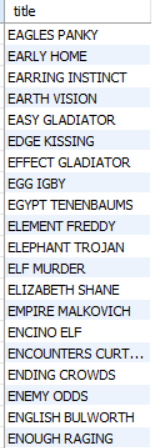 title
EAGLES PANKY
EARLY HOME
EARRING INSTINCT
EARTH VISION
EASY GLADIATOR
EDGE KISSING
EFFECT GLADIATOR
EGG IGBY
EGYPT TENENBAUMS
ELEMENT FREDDY
ELEPHANT TROJAN
ELF MURDER
ELIZABETH SHANE
EMPIRE MALKOVICH
ENCINO ELF
ENCOUNTERS CURT...
ENDING CROWDS
ENEMY ODDS
ENGLISH BULWORTH
ENOUGH RAGING